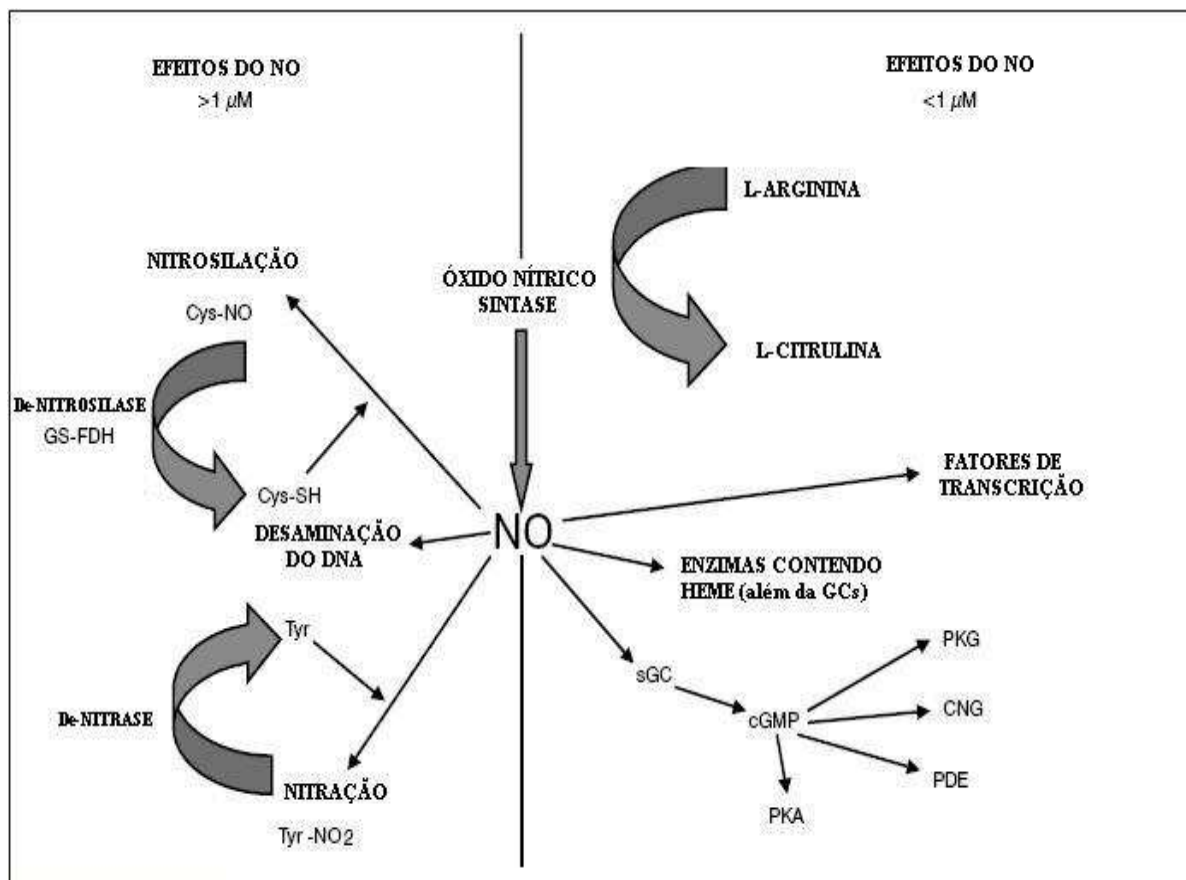 EFEITOS DO NO
>1 µM
EFEITOS DO NO
<1 µM
L-ARGININA
NITROSILAÇÃO
ÓXIDO NÍTRICO
SINTASE
Cys-NO
L-CITRULINA
De-NITROSILASE
GS-FDH
Cys-SH
FATORES DE
TRANSCRIÇÃO
DESAMINAÇÃO
DO DNA
NO
ENZIMAS CONTENDO
HEME (além da GCs)
Tyr
PKG
sGC
De-NITRASE
cGMP
CNG
PDE
NITRAÇÃO
Tyr -NO2
PKA